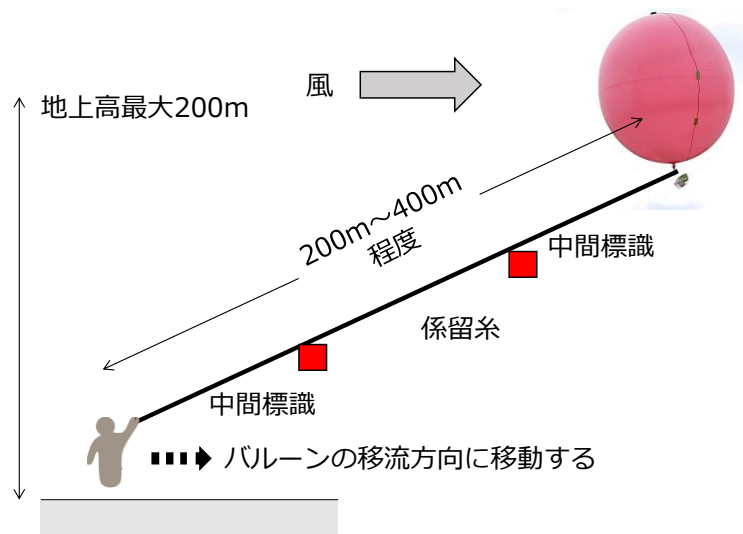 風
地上高最大200m
200m～400m
程度
中間標識
係留糸
中間標識
バルーンの移流方向に移動する